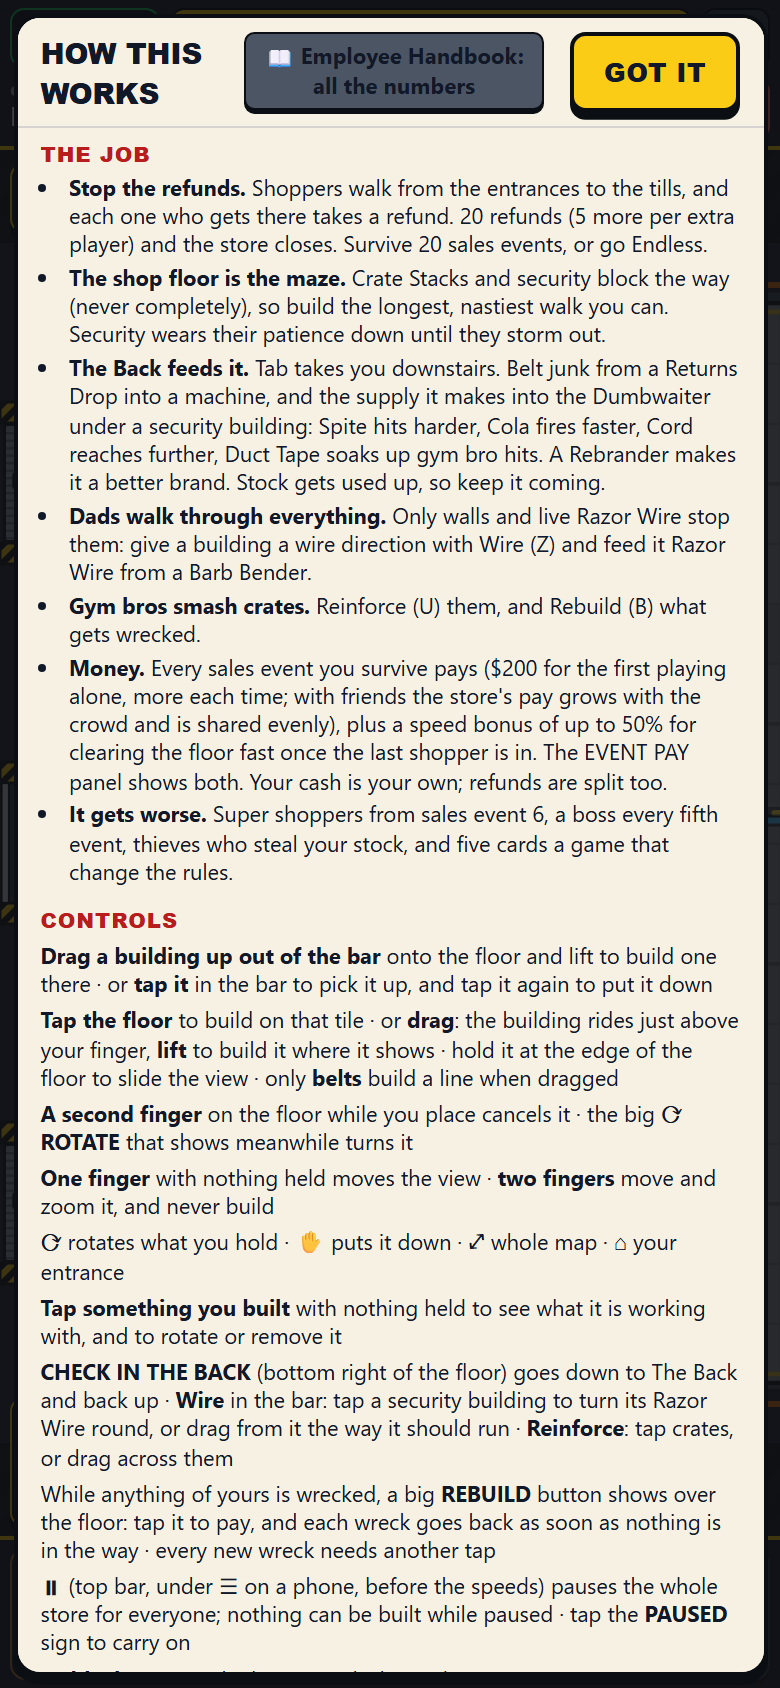 HOW THIS
WORKS
📖 Employee Handbook:
all the numbers
GOT IT
THE JOB
• Stop the refunds. Shoppers walk from the entrances to the tills, and
each one who gets there takes a refund. 20 refunds (5 more per extra
player) and the store closes. Survive 20 sales events, or go Endless.
• The shop floor is the maze. Crate Stacks and security block the way
(never completely), so build the longest, nastiest walk you can.
Security wears their patience down until they storm out.
• The Back feeds it. Tab takes you downstairs. Belt junk from a Returns
Drop into a machine, and the supply it makes into the Dumbwaiter
under a security building: Spite hits harder, Cola fires faster, Cord
reaches further, Duct Tape soaks up gym bro hits. A Rebrander makes
it a better brand. Stock gets used up, so keep it coming.
• Dads walk through everything. Only walls and live Razor Wire stop
them: give a building a wire direction with Wire (Z) and feed it Razor
Wire from a Barb Bender.
• Gym bros smash crates. Reinforce (U) them, and Rebuild (B) what
gets wrecked.
• Money. Every sales event you survive pays ($200 for the first playing
alone, more each time; with friends the store's pay grows with the
crowd and is shared evenly), plus a speed bonus of up to 50% for
clearing the floor fast once the last shopper is in. The EVENT PAY
panel shows both. Your cash is your own; refunds are split too.
• It gets worse. Super shoppers from sales event 6, a boss every fifth
event, thieves who steal your stock, and five cards a game that
change the rules.
CONTROLS
Drag a building up out of the bar onto the floor and lift to build one
there · or tap it in the bar to pick it up, and tap it again to put it down
Tap the floor to build on that tile · or drag: the building rides just above
your finger, lift to build it where it shows · hold it at the edge of the
floor to slide the view · only belts build a line when dragged
A second finger on the floor while you place cancels it · the big ⟳
ROTATE that shows meanwhile turns it
One finger with nothing held moves the view · two fingers move and
zoom it, and never build
⟳ rotates what you hold · ✋ puts it down · ⤢ whole map · ⌂ your
entrance
Tap something you built with nothing held to see what it is working
with, and to rotate or remove it
CHECK IN THE BACK (bottom right of the floor) goes down to The Back
and back up · Wire in the bar: tap a security building to turn its Razor
Wire round, or drag from it the way it should run · Reinforce: tap crates,
or drag across them
While anything of yours is wrecked, a big REBUILD button shows over
the floor: tap it to pay, and each wreck goes back as soon as nothing is
in the way · every new wreck needs another tap
⏸ (top bar, under ☰ on a phone, before the speeds) pauses the whole
store for everyone; nothing can be built while paused · tap the PAUSED
sign to carry on